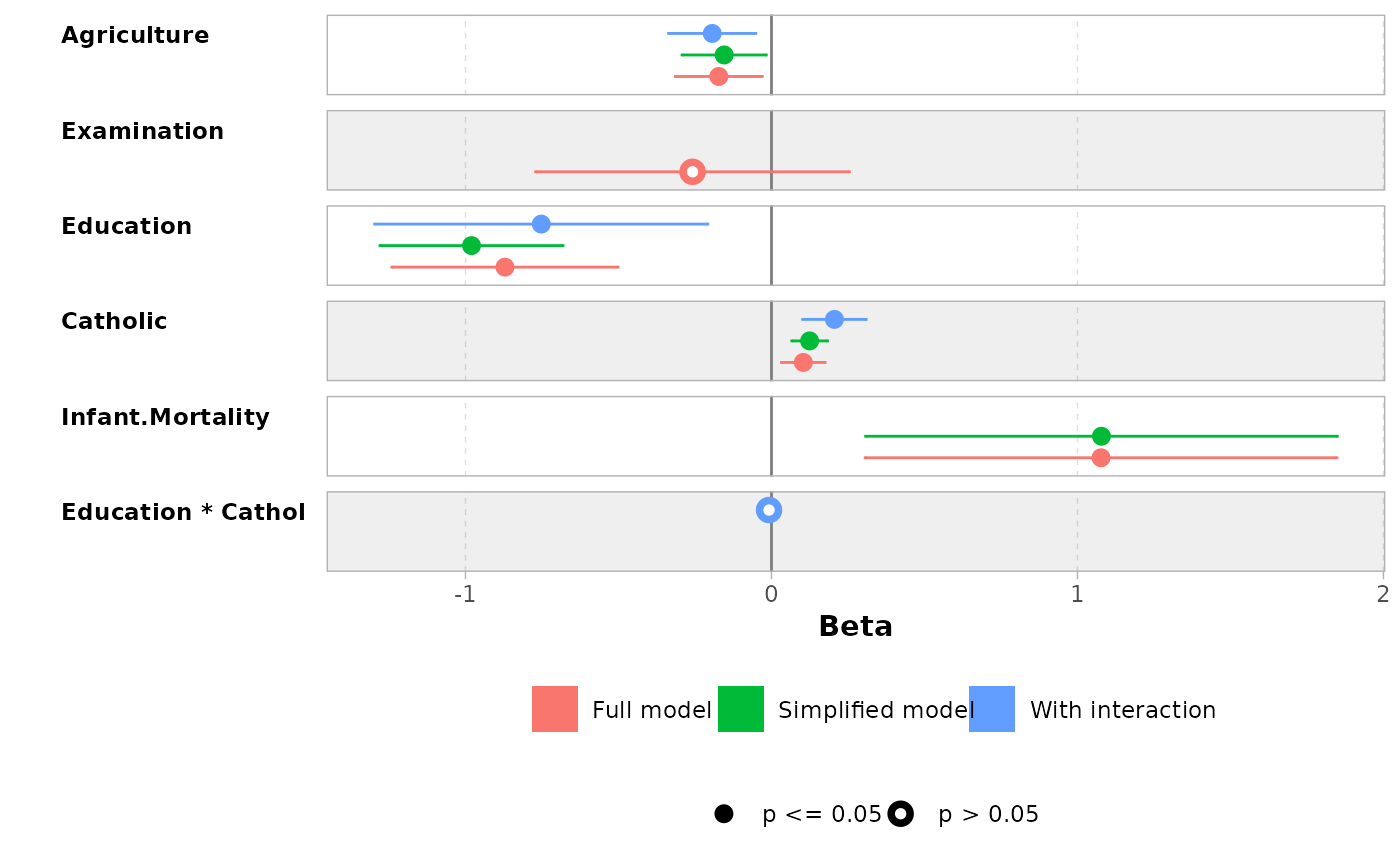 Agriculture
Examination
Education
Catholic
Infant.Mortality
Education * Cathol
-1 0 1 2
Beta
Full model Simplified model With interaction
p <= 0.05 p > 0.05